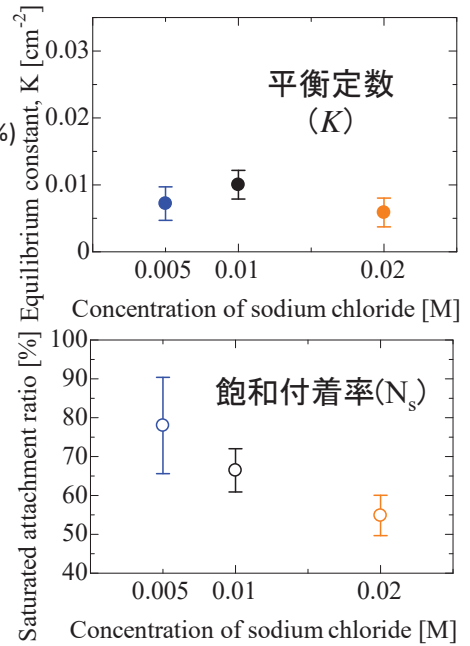 Equilibrium constant, K [cm-2]
%)
0.03
0.02
0.01
0
平衡定数
(K)
0.005 0.01 0.02
Concentration of sodium chloride [M]
Saturated attachment ratio [%]
100
90
80
70
60
50
40
飽和付着率(Ns)
0.005 0.01 0.02
Concentration of sodium chloride [M]